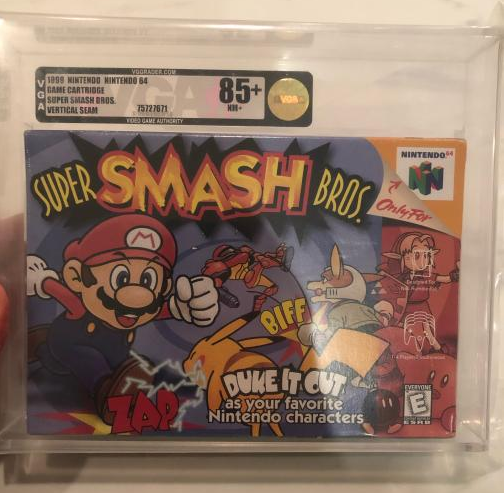 VGGRADER.COM
VGA
1999 NINTENDO NINTENDO 64
GAME CARTRIDGE
SUPER SMASH BROS.
VERTICAL SEAM
75727671
85+
NM+
VGA
VIDEO GAME AUTHORITY
SUPER SMASH BROS.
NINTENDO 64
Only For
BIFF
ZAP
DUKE IT OUT
as your favorite
Nintendo characters
EVERYONE
E
ESRB